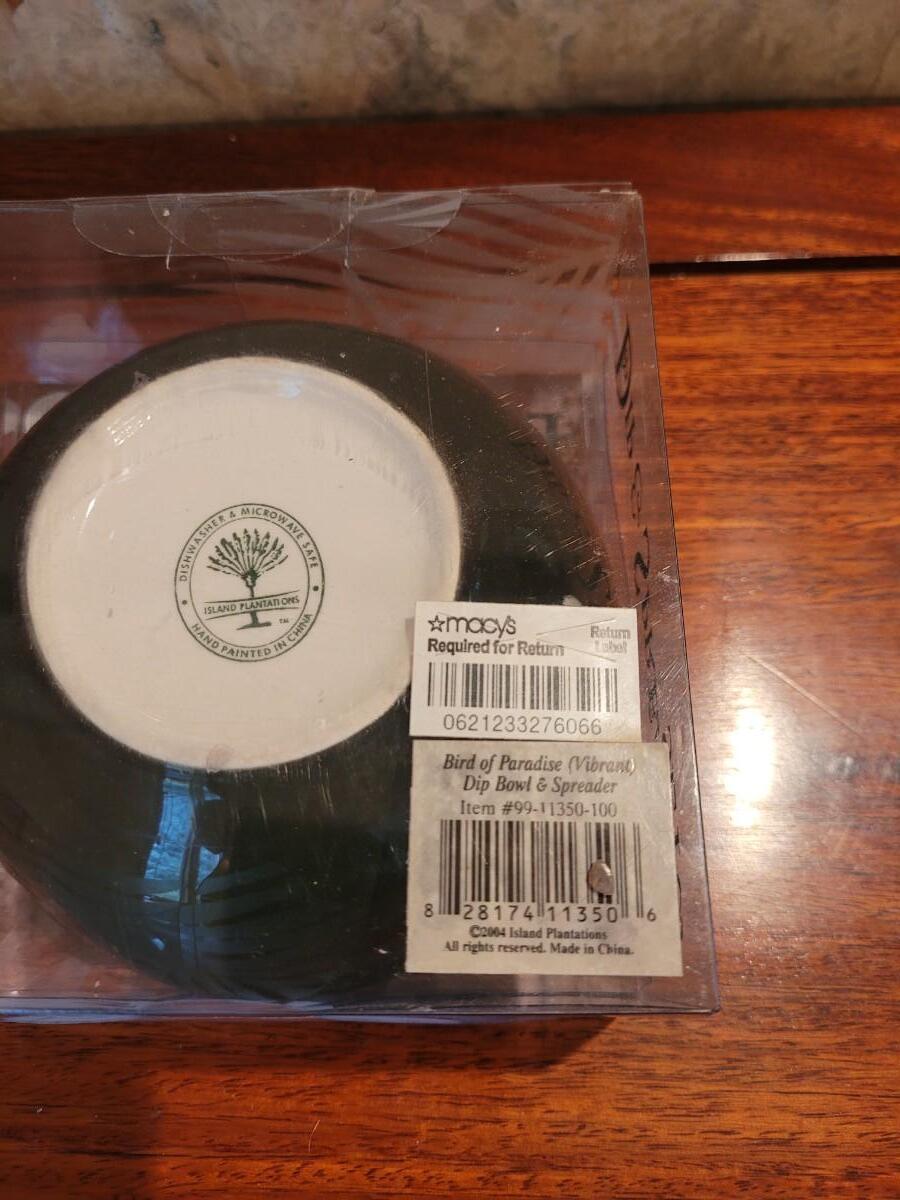 DISHWASHER & MICROWAVE SAFE
ISLAND PLANTATIONS
TM
HAND PAINTED IN CHINA
macy's
Return
Label
Required for Return
0621233276066
Bird of Paradise (Vibrant)
Dip Bowl & Spreader
Item #99-11350-100
8 28174 11350 6
©2004 Island Plantations
All rights reserved. Made in China.